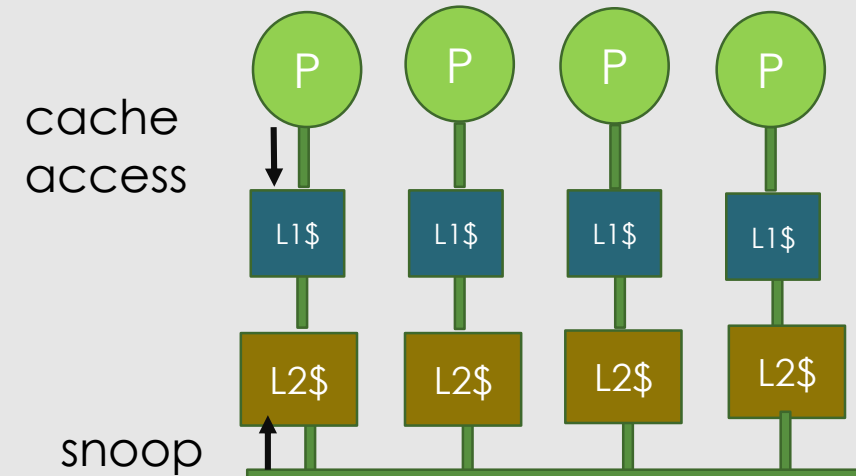 P P P P
cache
access
L1$ L1$ L1$ L1$
L2$ L2$ L2$ L2$
snoop